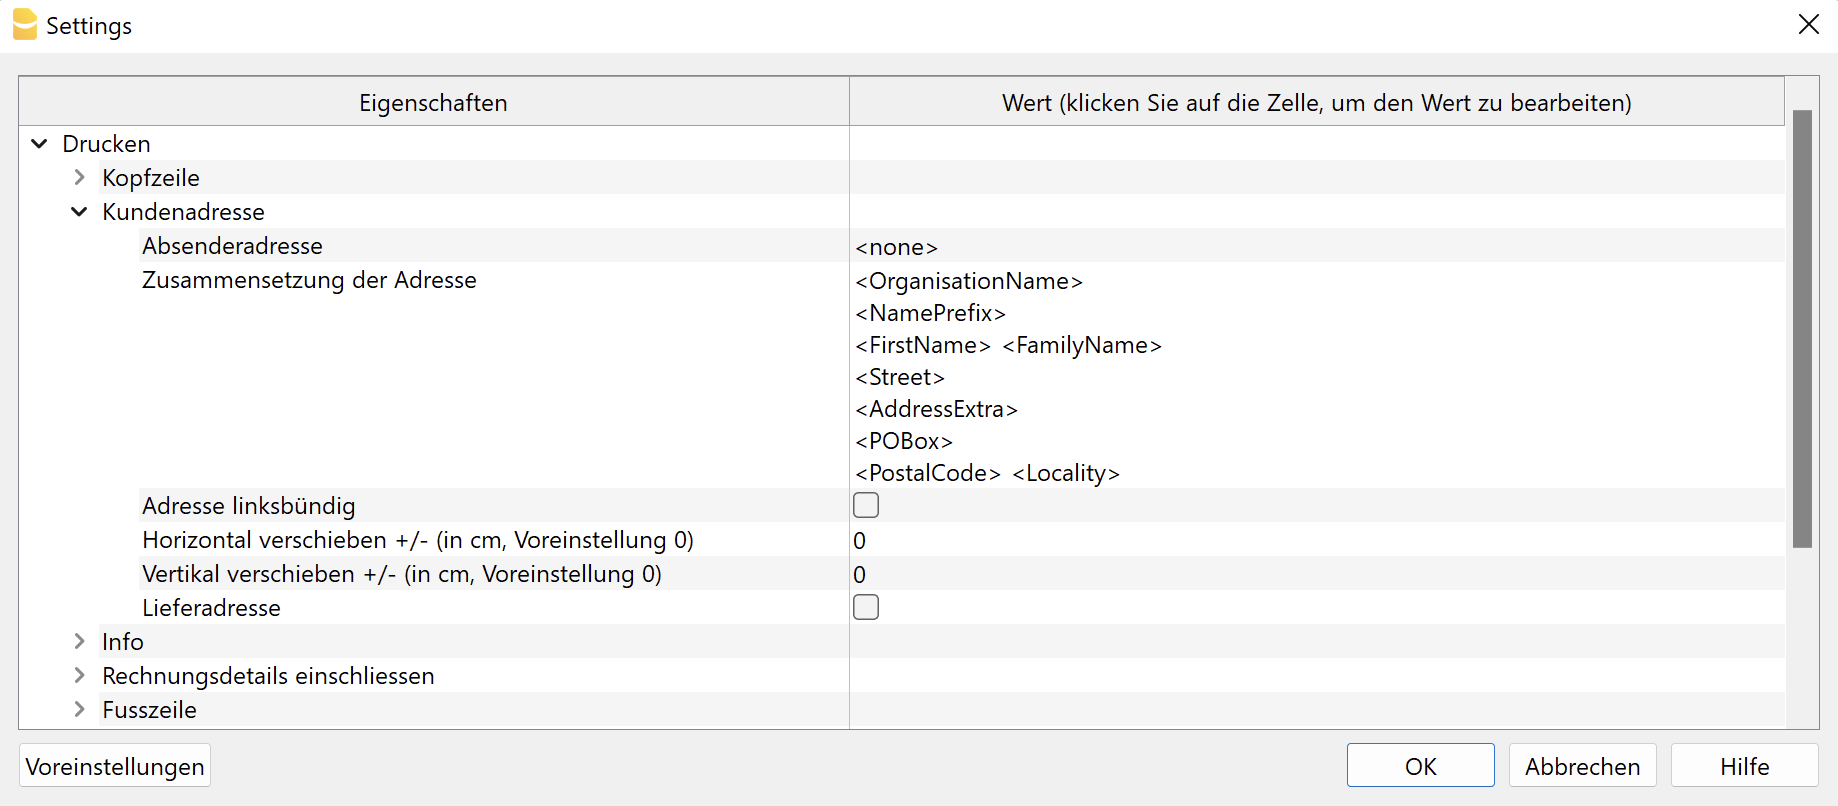 Settings
Eigenschaften
Wert (klicken Sie auf die Zelle, um den Wert zu bearbeiten)
Drucken
Kopfzeile
Kundenadresse
Absenderadresse
<none>
Zusammensetzung der Adresse
<OrganisationName>
<NamePrefix>
<FirstName> <FamilyName>
<Street>
<AddressExtra>
<POBox>
<PostalCode> <Locality>
Adresse linksbündig
Horizontal verschieben +/- (in cm, Voreinstellung 0)
0
Vertikal verschieben +/- (in cm, Voreinstellung 0)
0
Lieferadresse
Info
Rechnungsdetails einschliessen
Fusszeile
Voreinstellungen
OK
Abbrechen
Hilfe